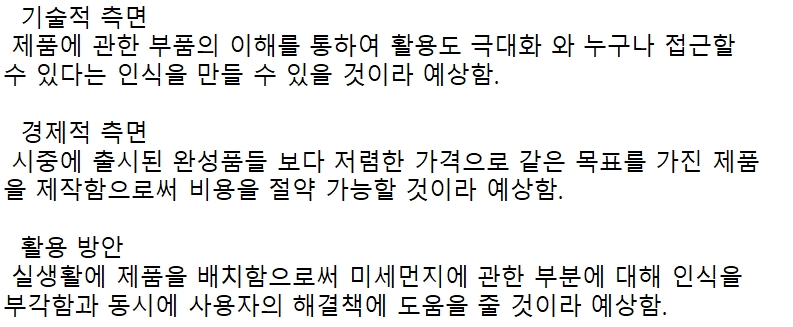 기술적 측면
제품에 관한 부품의 이해를 통하여 활용도 극대화 와 누구나 접근할
수 있다는 인식을 만들 수 있을 것이라 예상함.
경제적 측면
시중에 출시된 완성품들 보다 저렴한 가격으로 같은 목표를 가진 제품
을 제작함으로써 비용을 절약 가능할 것이라 예상함.
활용 방안
실생활에 제품을 배치함으로써 미세먼지에 관한 부분에 대해 인식을
부각함과 동시에 사용자의 해결책에 도움을 줄 것이라 예상함.